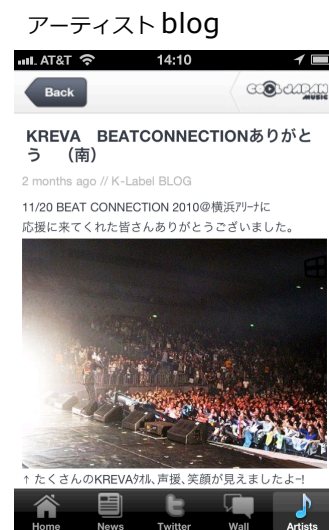 アーティスト blog
AT&T 14:10
Back
COOL JAPAN
MUSIC
KREVA　BEATCONNECTIONありがと
う　（南）
2 months ago // K-Label BLOG
11/20 BEAT CONNECTION 2010@横浜ｱﾘｰﾅに
応援に来てくれた皆さんありがとうございました。
↑ たくさんのKREVAﾀｵﾙ、声援、笑顔が見えましたよｰ!
Home News Twitter Wall Artists